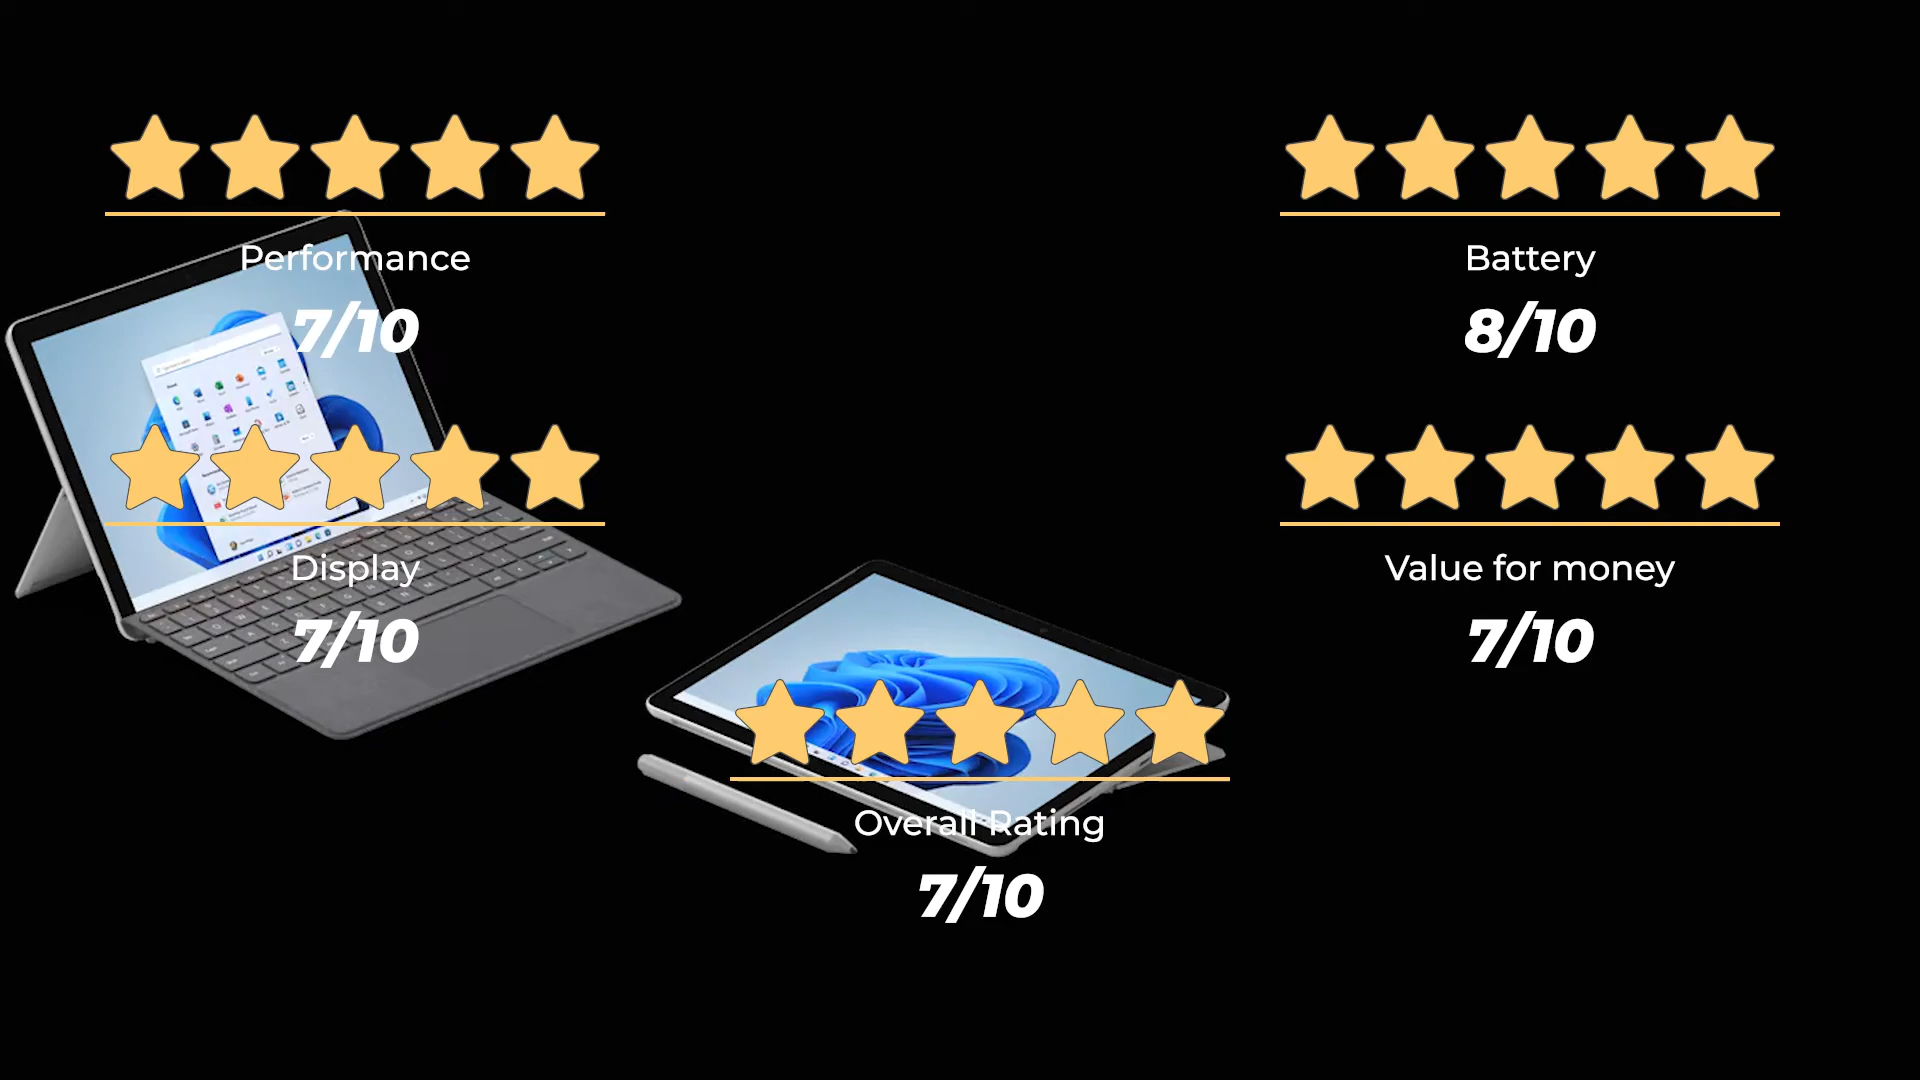 Performance
7/10
Battery
8/10
Display
7/10
Value for money
7/10
Overall Rating
7/10